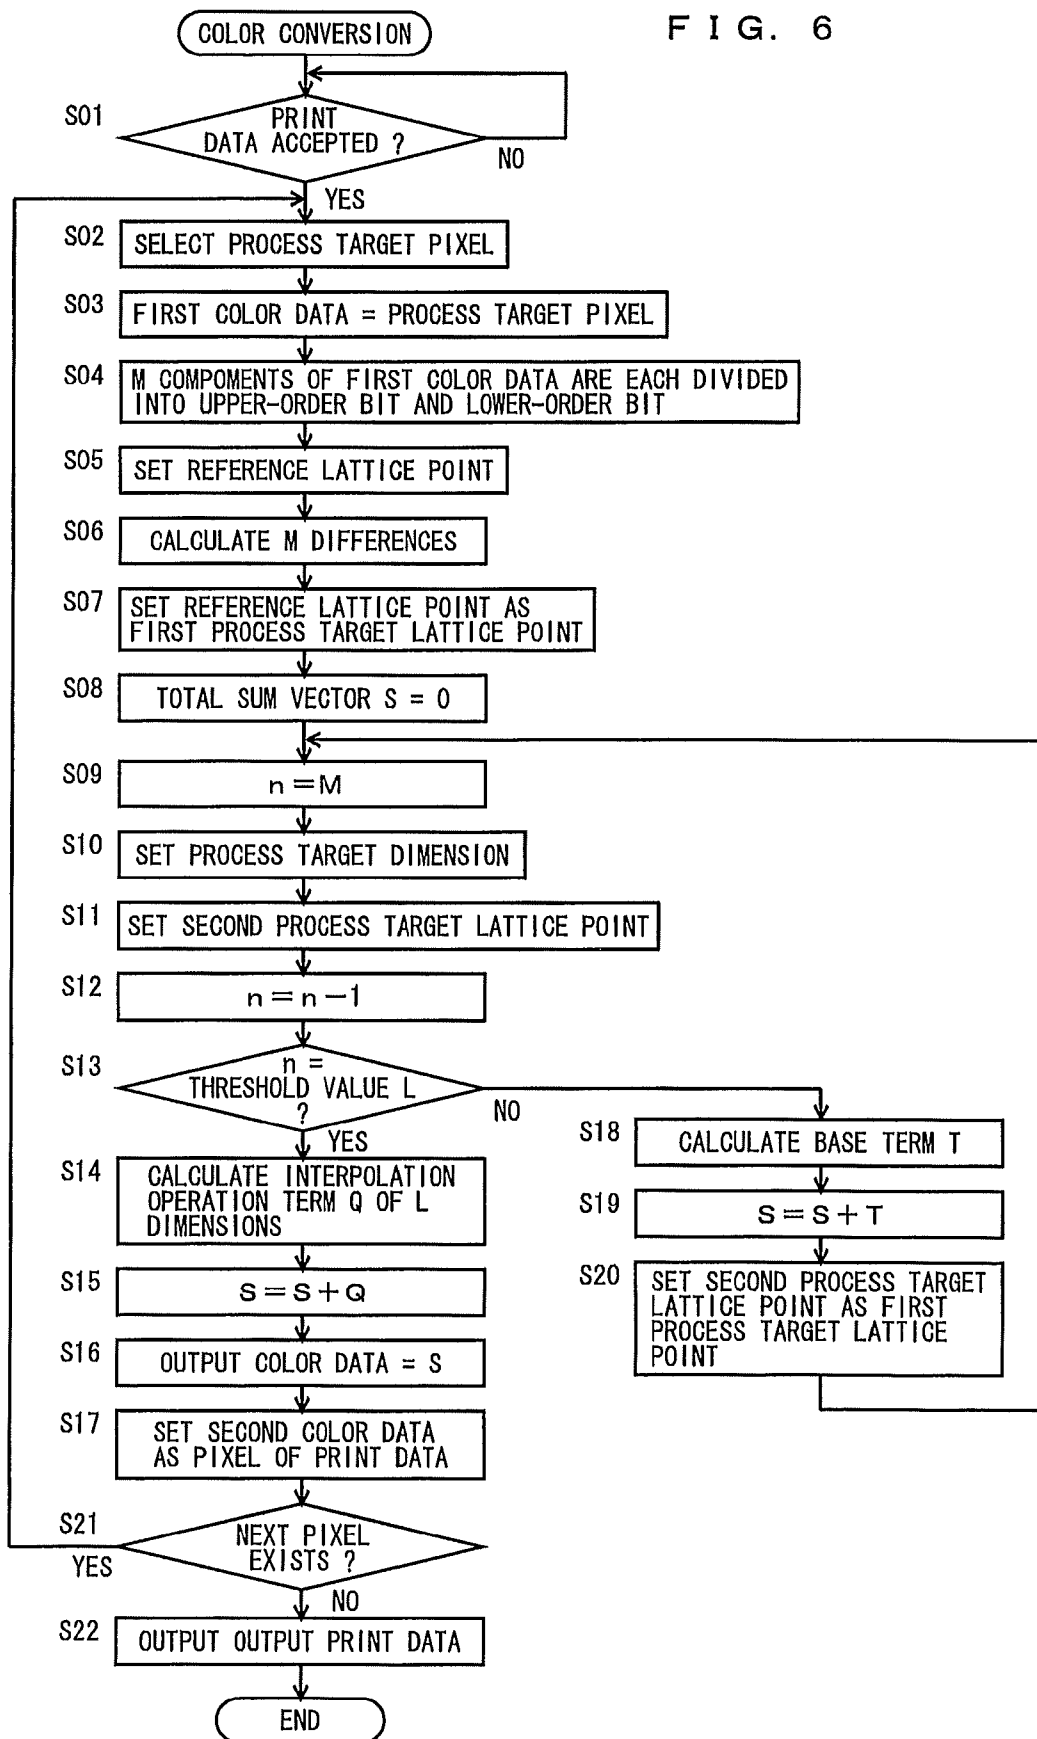 FIG. 6
COLOR CONVERSION
S01
PRINT
DATA ACCEPTED ?
NO
YES
S02
SELECT PROCESS TARGET PIXEL
S03
FIRST COLOR DATA = PROCESS TARGET PIXEL
S04
M COMPOMENTS OF FIRST COLOR DATA ARE EACH DIVIDED
INTO UPPER-ORDER BIT AND LOWER-ORDER BIT
S05
SET REFERENCE LATTICE POINT
S06
CALCULATE M DIFFERENCES
S07
SET REFERENCE LATTICE POINT AS
FIRST PROCESS TARGET LATTICE POINT
S08
TOTAL SUM VECTOR S = 0
S09
n=M
S10
SET PROCESS TARGET DIMENSION
S11
SET SECOND PROCESS TARGET LATTICE POINT
S12
n=n-1
S13
n =
THRESHOLD VALUE L
?
NO
YES
S14
CALCULATE INTERPOLATION
OPERATION TERM Q OF L
DIMENSIONS
S15
S=S+Q
S16
OUTPUT COLOR DATA = S
S17
SET SECOND COLOR DATA
AS PIXEL OF PRINT DATA
S18
CALCULATE BASE TERM T
S19
S=S+T
S20
SET SECOND PROCESS TARGET
LATTICE POINT AS FIRST
PROCESS TARGET LATTICE
POINT
S21
NEXT PIXEL
EXISTS ?
YES
NO
S22
OUTPUT OUTPUT PRINT DATA
END